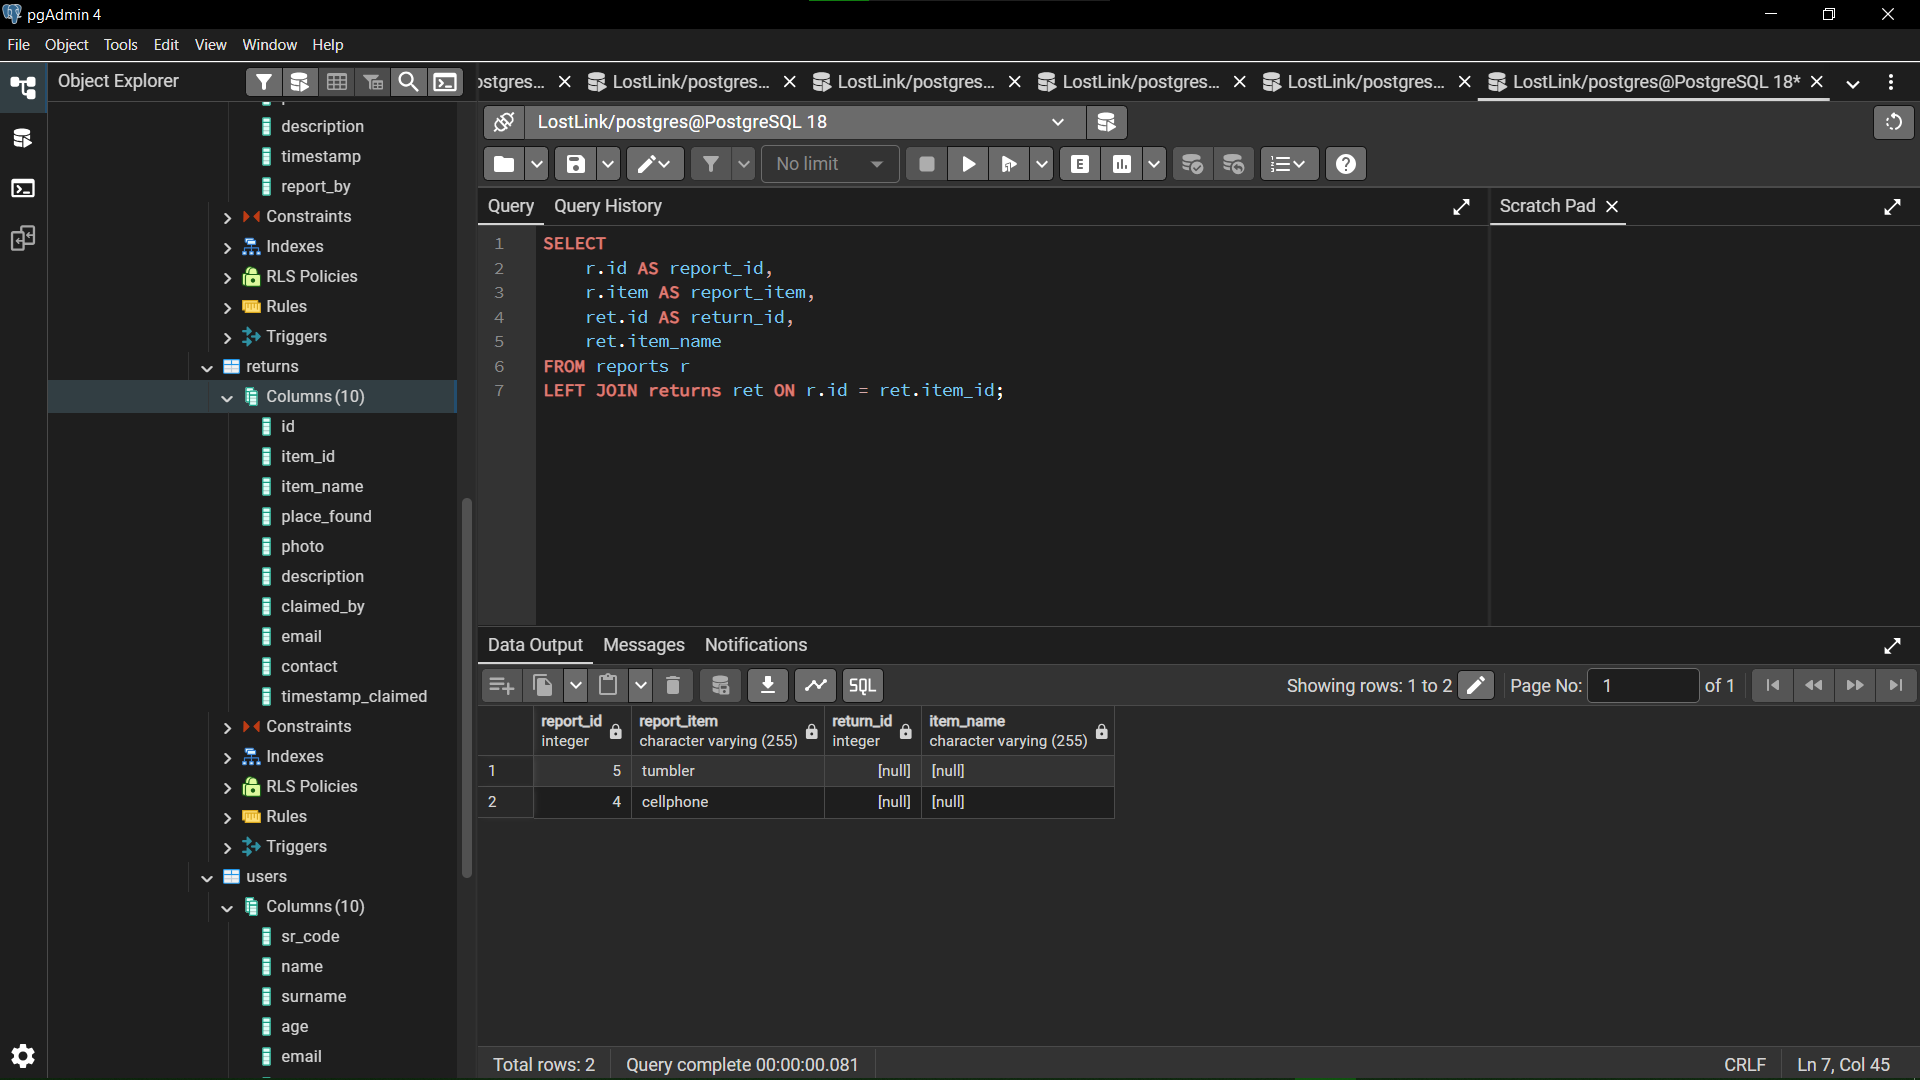 pgAdmin 4
File Object Tools Edit View Window Help
Object Explorer
ostgres... LostLink/postgres... LostLink/postgres... LostLink/postgres... LostLink/postgres... LostLink/postgres@PostgreSQL 18*
LostLink/postgres@PostgreSQL 18
No limit
E
Query Query History
Scratch Pad
1 SELECT
2 r.id AS report_id,
3 r.item AS report_item,
4 ret.id AS return_id,
5 ret.item_name
6 FROM reports r
7 LEFT JOIN returns ret ON r.id = ret.item_id;
description
timestamp
report_by
Constraints
Indexes
RLS Policies
Rules
Triggers
returns
Columns (10)
id
item_id
item_name
place_found
photo
description
claimed_by
email
contact
timestamp_claimed
Constraints
Indexes
RLS Policies
Rules
Triggers
users
Columns (10)
sr_code
name
surname
age
email
Data Output Messages Notifications
SQL
Showing rows: 1 to 2 Page No: 1 of 1
report_id report_item return_id item_name
integer character varying (255) integer character varying (255)
1 5 tumbler [null] [null]
2 4 cellphone [null] [null]
Total rows: 2 Query complete 00:00:00.081 CRLF Ln 7, Col 45